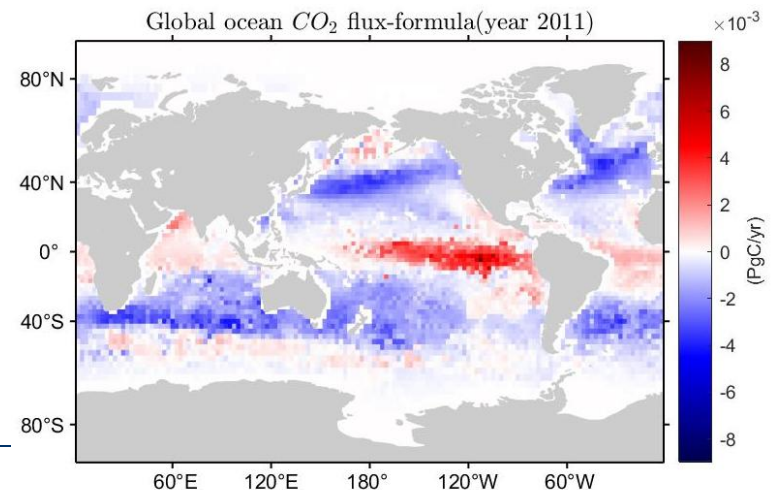 Global ocean CO₂ flux-formula(year 2011)
×10⁻³
80°N
40°N
0°
40°S
80°S
60°E 120°E 180° 120°W 60°W
8
6
4
2
0
-2
-4
-6
-8
(PgC/yr)